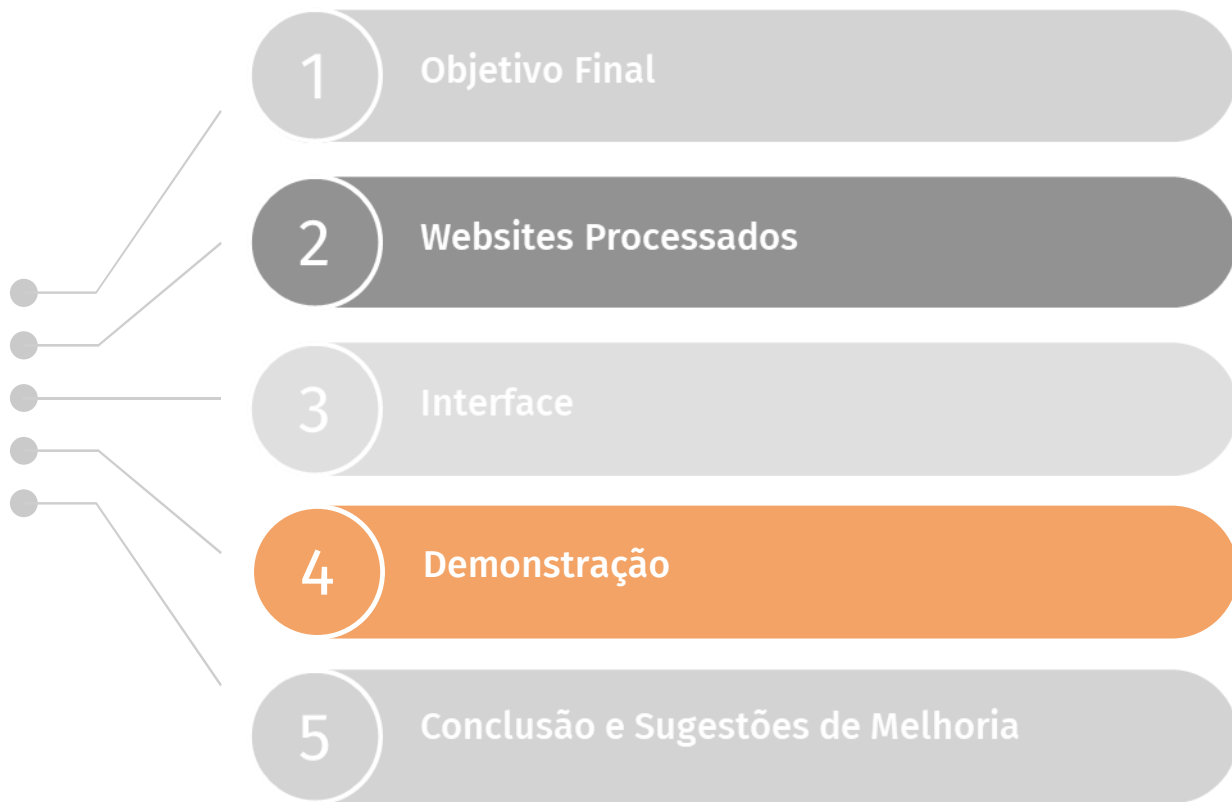 1
Objetivo Final
2
Websites Processados
3
Interface
4
Demonstração
5
Conclusão e Sugestões de Melhoria